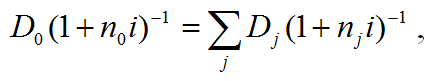 D₀(1+n₀i)⁻¹ = ∑ⱼ Dⱼ(1+nⱼi)⁻¹ ,